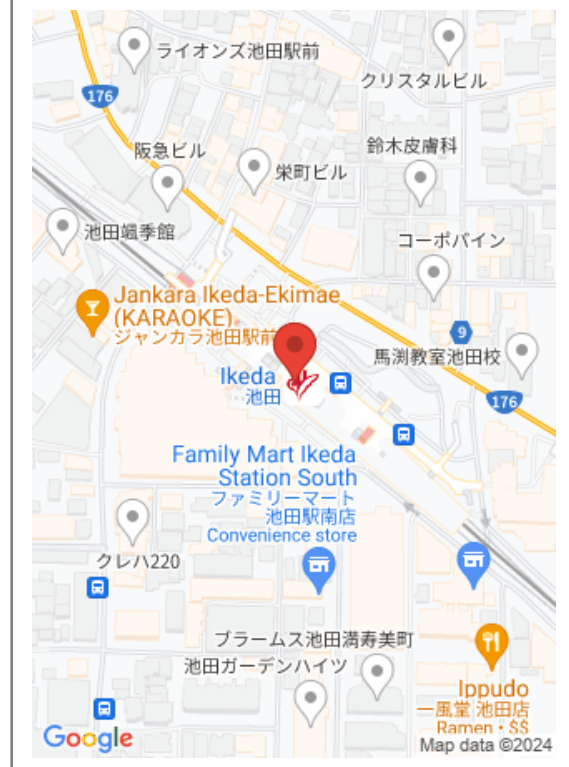 ライオンズ池田駅前
クリスタルビル
176
阪急ビル
鈴木皮膚科
栄町ビル
池田颯季館
コーポパイン
Jankara Ikeda-Ekimae
(KARAOKE)
ジャンカラ池田駅前
9
馬渕教室池田校
Ikeda
池田
176
Family Mart Ikeda
Station South
ファミリーマート
池田駅南店
Convenience store
クレハ220
ブラームス池田満寿美町
池田ガーデンハイツ
Ippudo
一風堂 池田店
Ramen・$$
Google
Map data ©2024